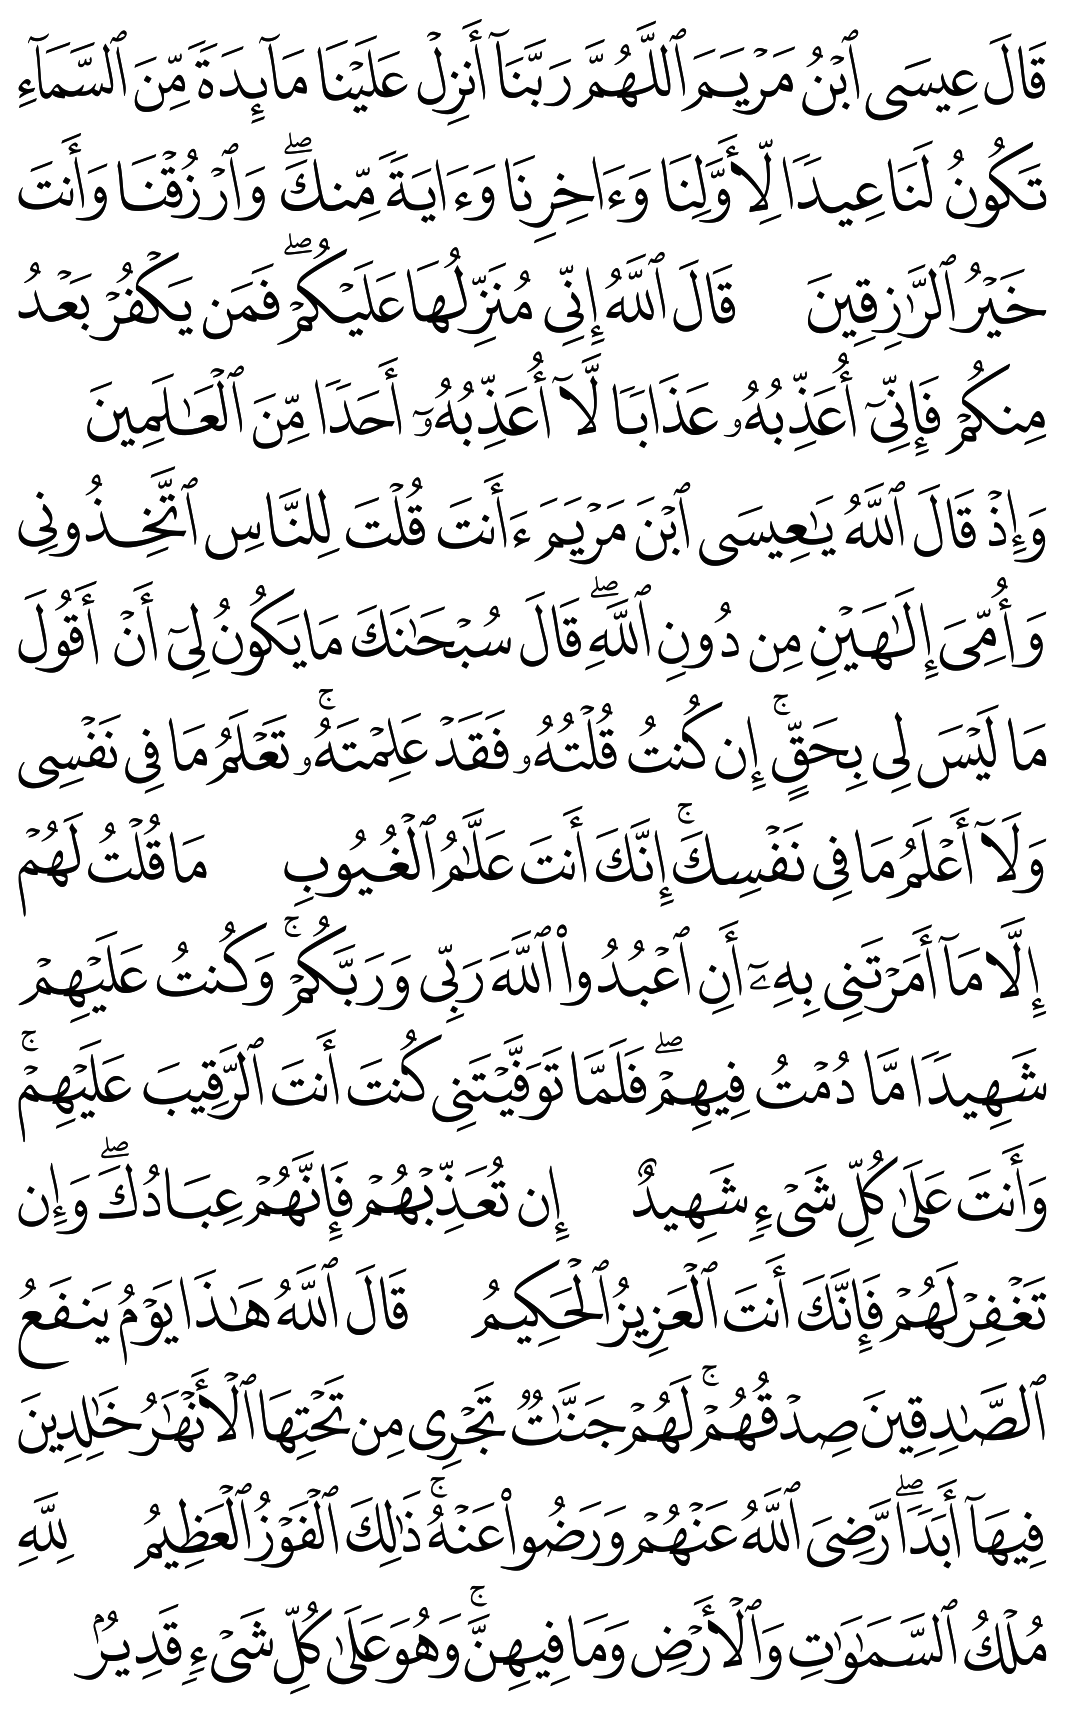 قَالَ عِيسَى ٱبْنُ مَرْيَمَ ٱللَّهُمَّ رَبَّنَآ أَنزِلْ عَلَيْنَا مَآئِدَةً مِّنَ ٱلسَّمَآءِ
تَكُونُ لَنَا عِيدًا لِّأَوَّلِنَا وَءَاخِرِنَا وَءَايَةً مِّنكَ ۖ وَٱرْزُقْنَا وَأَنتَ
خَيْرُ ٱلرَّٰزِقِينَ قَالَ ٱللَّهُ إِنِّى مُنَزِّلُهَا عَلَيْكُمْ ۖ فَمَن يَكْفُرْ بَعْدُ
مِنكُمْ فَإِنِّىٓ أُعَذِّبُهُۥ عَذَابًا لَّآ أُعَذِّبُهُۥٓ أَحَدًا مِّنَ ٱلْعَٰلَمِينَ
وَإِذْ قَالَ ٱللَّهُ يَٰعِيسَى ٱبْنَ مَرْيَمَ ءَأَنتَ قُلْتَ لِلنَّاسِ ٱتَّخِذُونِى
وَأُمِّىَ إِلَٰهَيْنِ مِن دُونِ ٱللَّهِ ۖ قَالَ سُبْحَٰنَكَ مَا يَكُونُ لِىٓ أَنْ أَقُولَ
مَا لَيْسَ لِى بِحَقٍّ ۚ إِن كُنتُ قُلْتُهُۥ فَقَدْ عَلِمْتَهُۥ ۚ تَعْلَمُ مَا فِى نَفْسِى
وَلَآ أَعْلَمُ مَا فِى نَفْسِكَ ۚ إِنَّكَ أَنتَ عَلَّٰمُ ٱلْغُيُوبِ مَا قُلْتُ لَهُمْ
إِلَّا مَآ أَمَرْتَنِى بِهِۦٓ أَنِ ٱعْبُدُوا۟ ٱللَّهَ رَبِّى وَرَبَّكُمْ ۚ وَكُنتُ عَلَيْهِمْ
شَهِيدًا مَّا دُمْتُ فِيهِمْ ۖ فَلَمَّا تَوَفَّيْتَنِى كُنتَ أَنتَ ٱلرَّقِيبَ عَلَيْهِمْ ۚ
وَأَنتَ عَلَىٰ كُلِّ شَىْءٍ شَهِيدٌ إِن تُعَذِّبْهُمْ فَإِنَّهُمْ عِبَادُكَ ۖ وَإِن
تَغْفِرْ لَهُمْ فَإِنَّكَ أَنتَ ٱلْعَزِيزُ ٱلْحَكِيمُ قَالَ ٱللَّهُ هَٰذَا يَوْمُ يَنفَعُ
ٱلصَّٰدِقِينَ صِدْقُهُمْ ۚ لَهُمْ جَنَّٰتٌ تَجْرِى مِن تَحْتِهَا ٱلْأَنْهَٰرُ خَٰلِدِينَ
فِيهَآ أَبَدًا ۖ رَّضِىَ ٱللَّهُ عَنْهُمْ وَرَضُوا۟ عَنْهُ ۚ ذَٰلِكَ ٱلْفَوْزُ ٱلْعَظِيمُ لِلَّهِ
مُلْكُ ٱلسَّمَٰوَٰتِ وَٱلْأَرْضِ وَمَا فِيهِنَّ ۚ وَهُوَ عَلَىٰ كُلِّ شَىْءٍ قَدِيرٌۢ